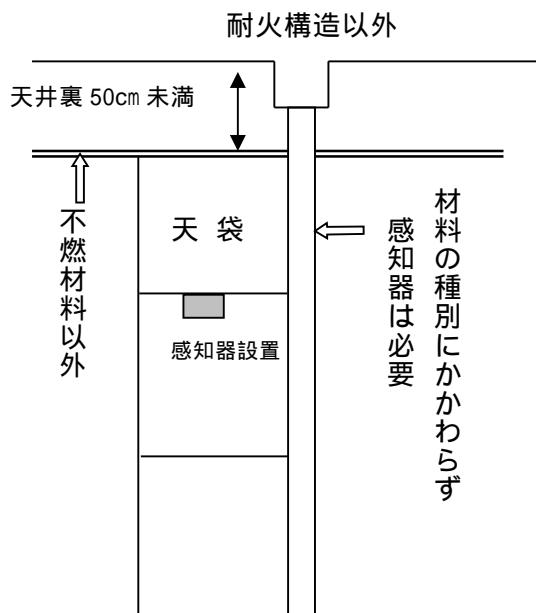 耐火構造以外
天井裏 50㎝ 未満
不燃材料以外
天 袋
感知器設置
材料の種別にかかわらず
感知器は必要